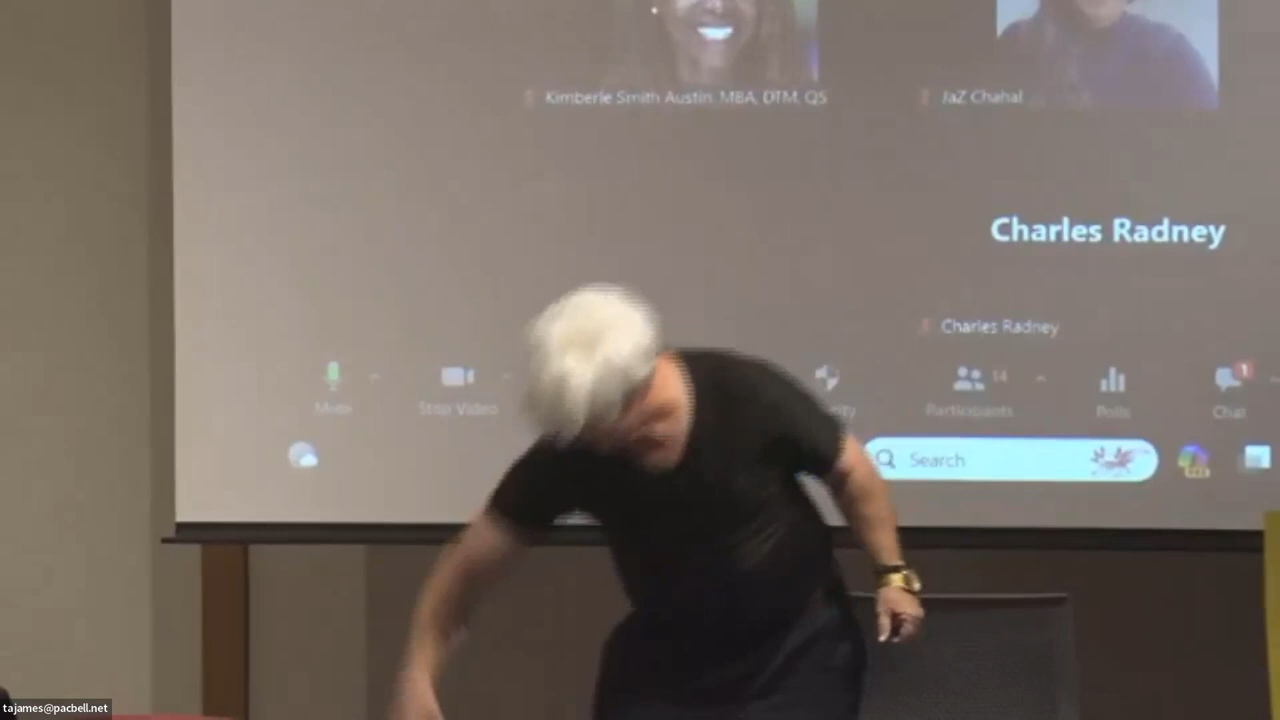 Kimberle Smith Austin, MBA, DTM, QS
JaZ Chahal
Charles Radney
Charles Radney
Mute
Stop Video
Participants
14
Polls
Chat
1
Search
tajames@pacbell.net